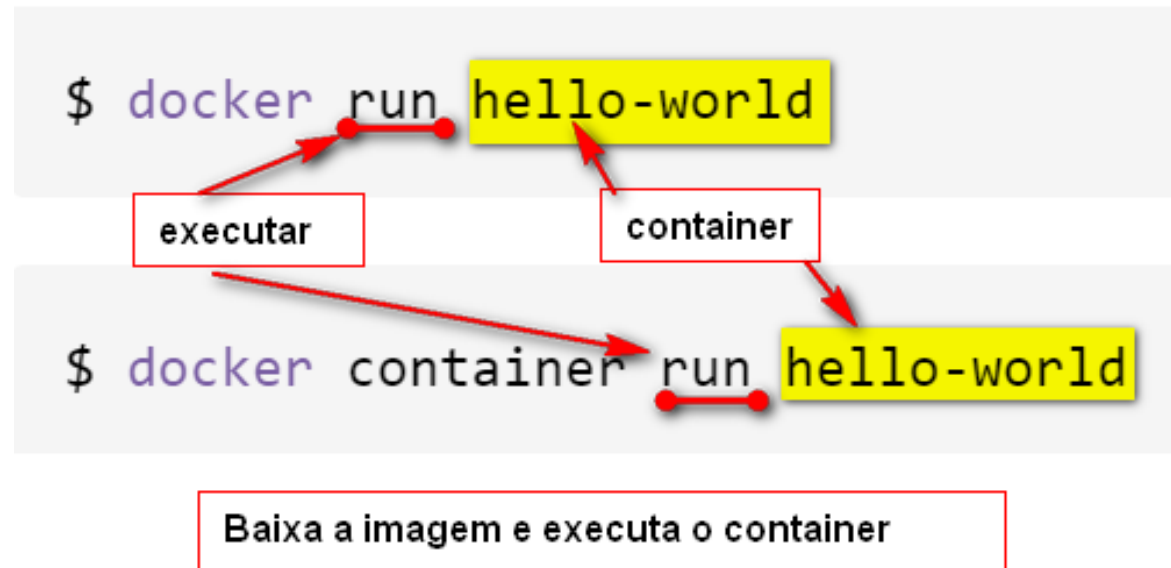 $ docker run hello-world
executar
container
$ docker container run hello-world
Baixa a imagem e executa o container